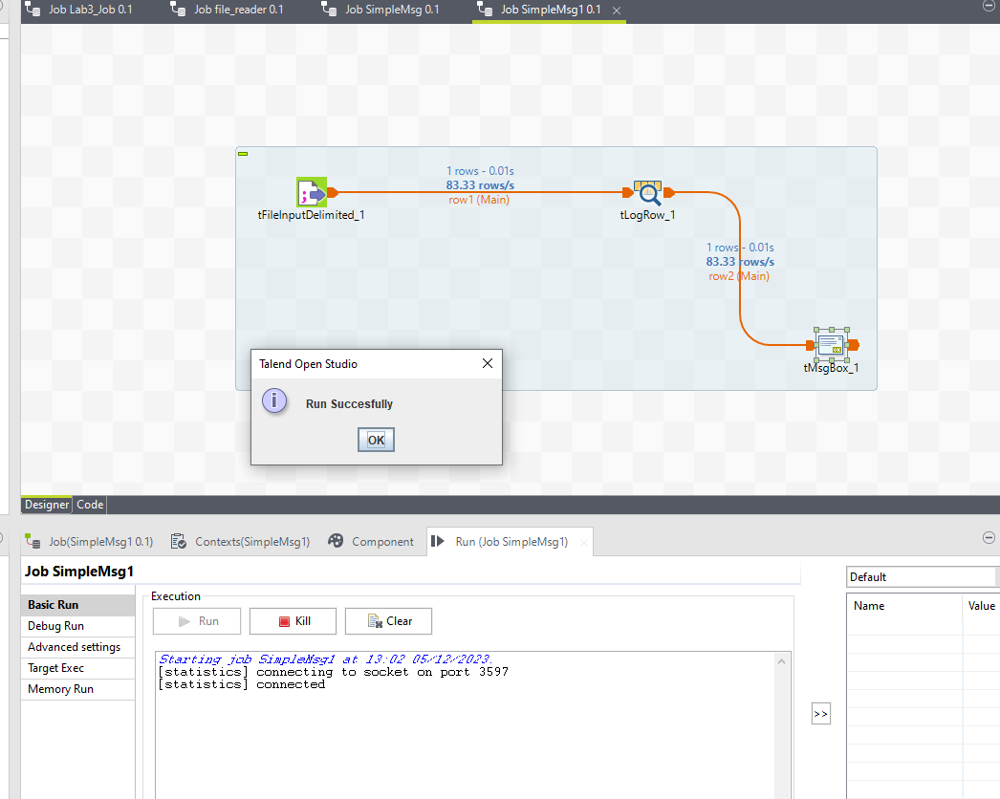 Job Lab3_Job 0.1
Job file_reader 0.1
Job SimpleMsg 0.1
Job SimpleMsg1 0.1
1 rows - 0.01s
83.33 rows/s
row1 (Main)
tFileInputDelimited_1
tLogRow_1
1 rows - 0.01s
83.33 rows/s
row2 (Main)
tMsgBox_1
Talend Open Studio
Run Succesfully
OK
Designer
Code
Job(SimpleMsg1 0.1)
Contexts(SimpleMsg1)
Component
Run (Job SimpleMsg1)
Job SimpleMsg1
Basic Run
Debug Run
Advanced settings
Target Exec
Memory Run
Execution
Run
Kill
Clear
Starting job SimpleMsg1 at 13:02 05/12/2023.
[statistics] connecting to socket on port 3597
[statistics] connected
>>
Default
Name
Value